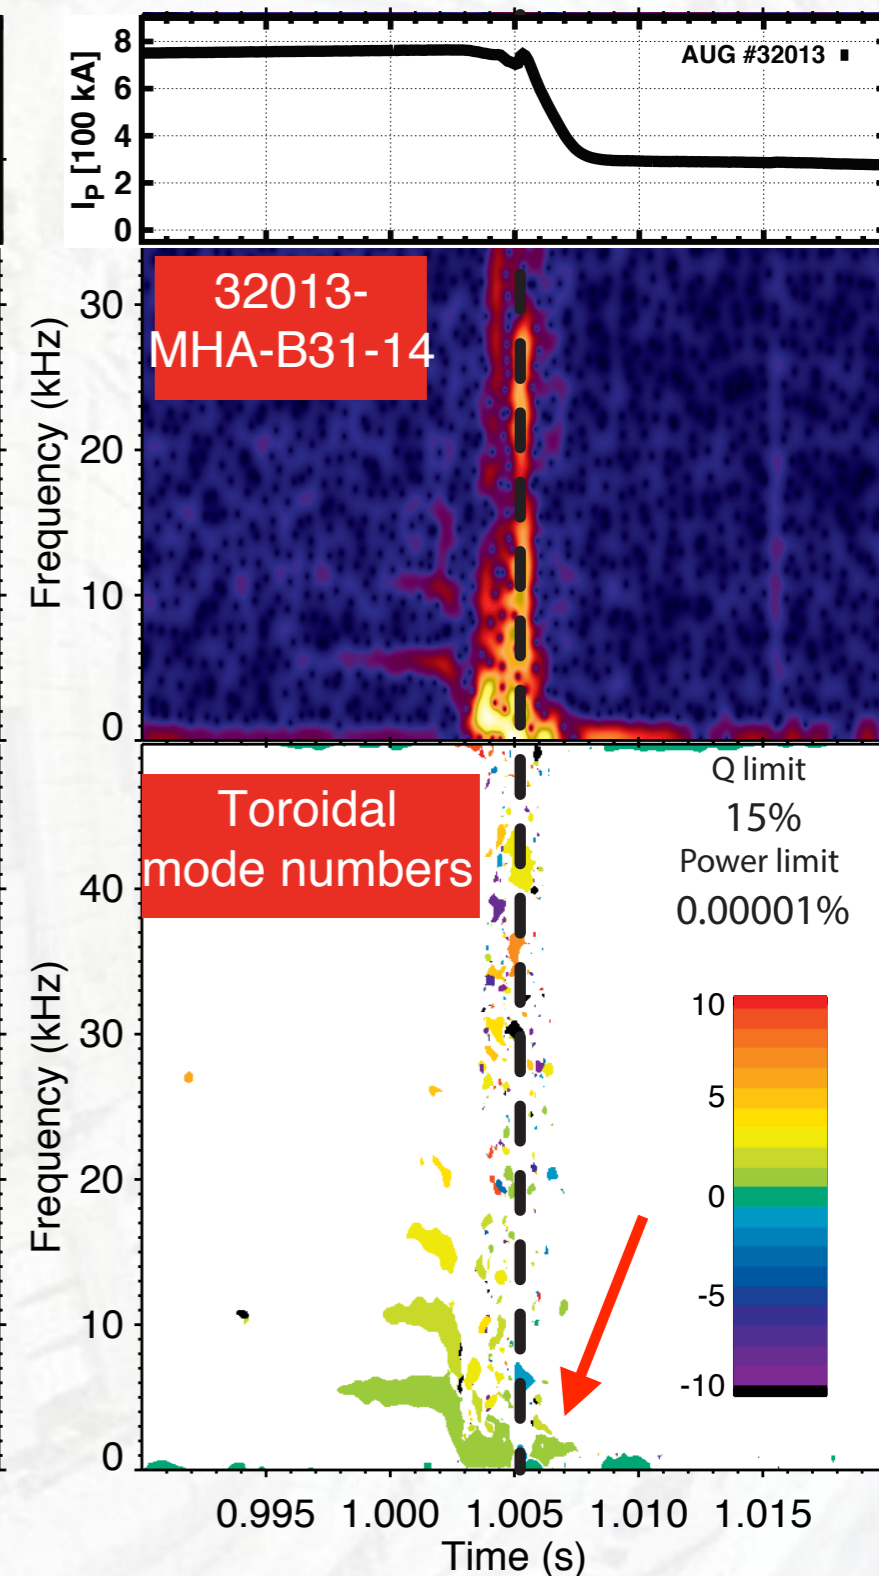 8
6
4
2
0
I_P [100 kA]
AUG #32013
32013-
MHA-B31-14
30
20
10
0
Frequency (kHz)
Toroidal
mode numbers
Q limit
15%
Power limit
0.00001%
40
30
20
10
0
Frequency (kHz)
10
5
0
-5
-10
0.995 1.000 1.005 1.010 1.015
Time (s)